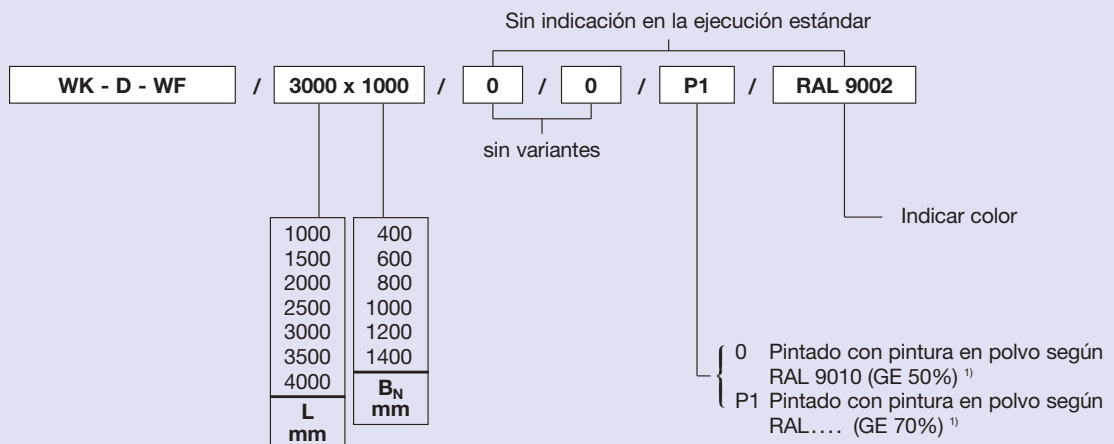 Sin indicación en la ejecución estándar
WK - D - WF / 3000 x 1000 / 0 / 0 / P1 / RAL 9002
sin variantes
Indicar color
1000 400
1500 600
2000 800
2500 1000
3000 1200
3500 1400
4000
BN
mm
L
mm
0 Pintado con pintura en polvo según
RAL 9010 (GE 50%) 1)
P1 Pintado con pintura en polvo según
RAL.... (GE 70%) 1)